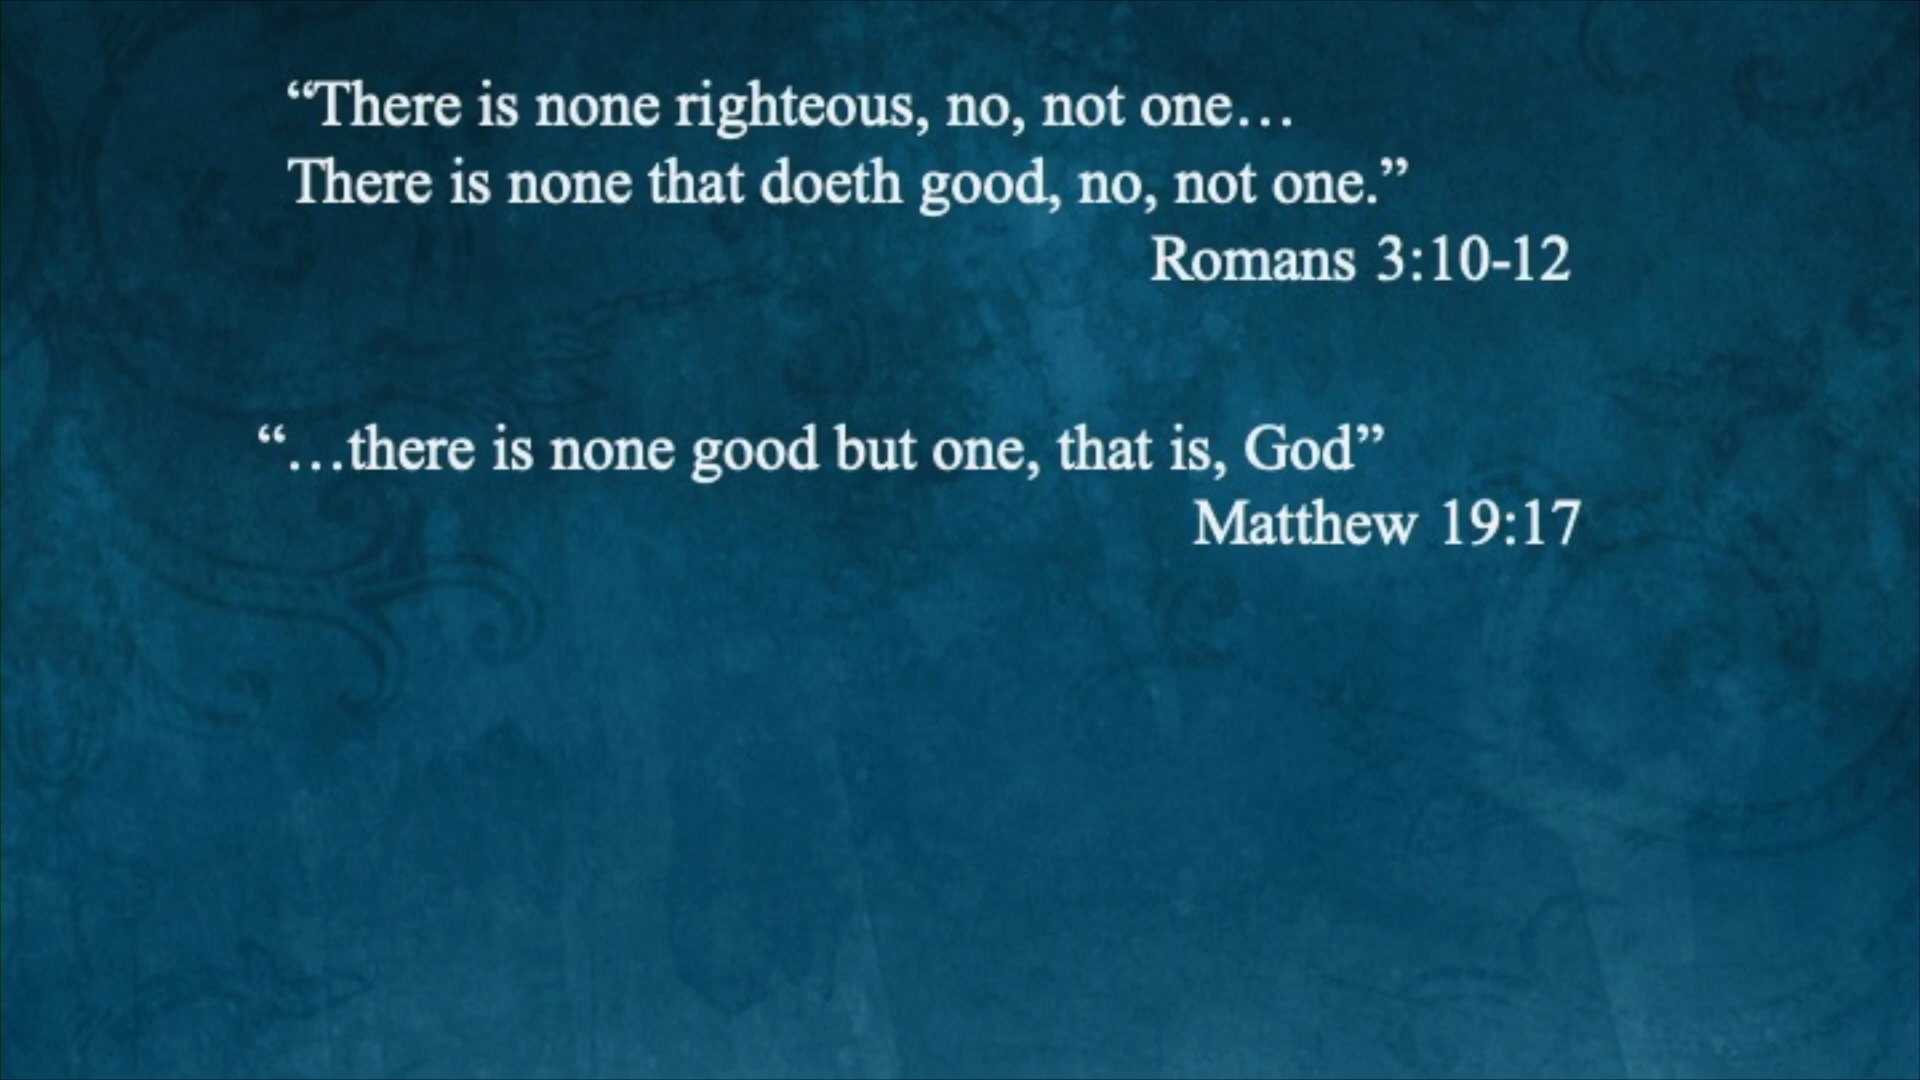 “There is none righteous, no, not one…
There is none that doeth good, no, not one.”
Romans 3:10-12
“…there is none good but one, that is, God”
Matthew 19:17